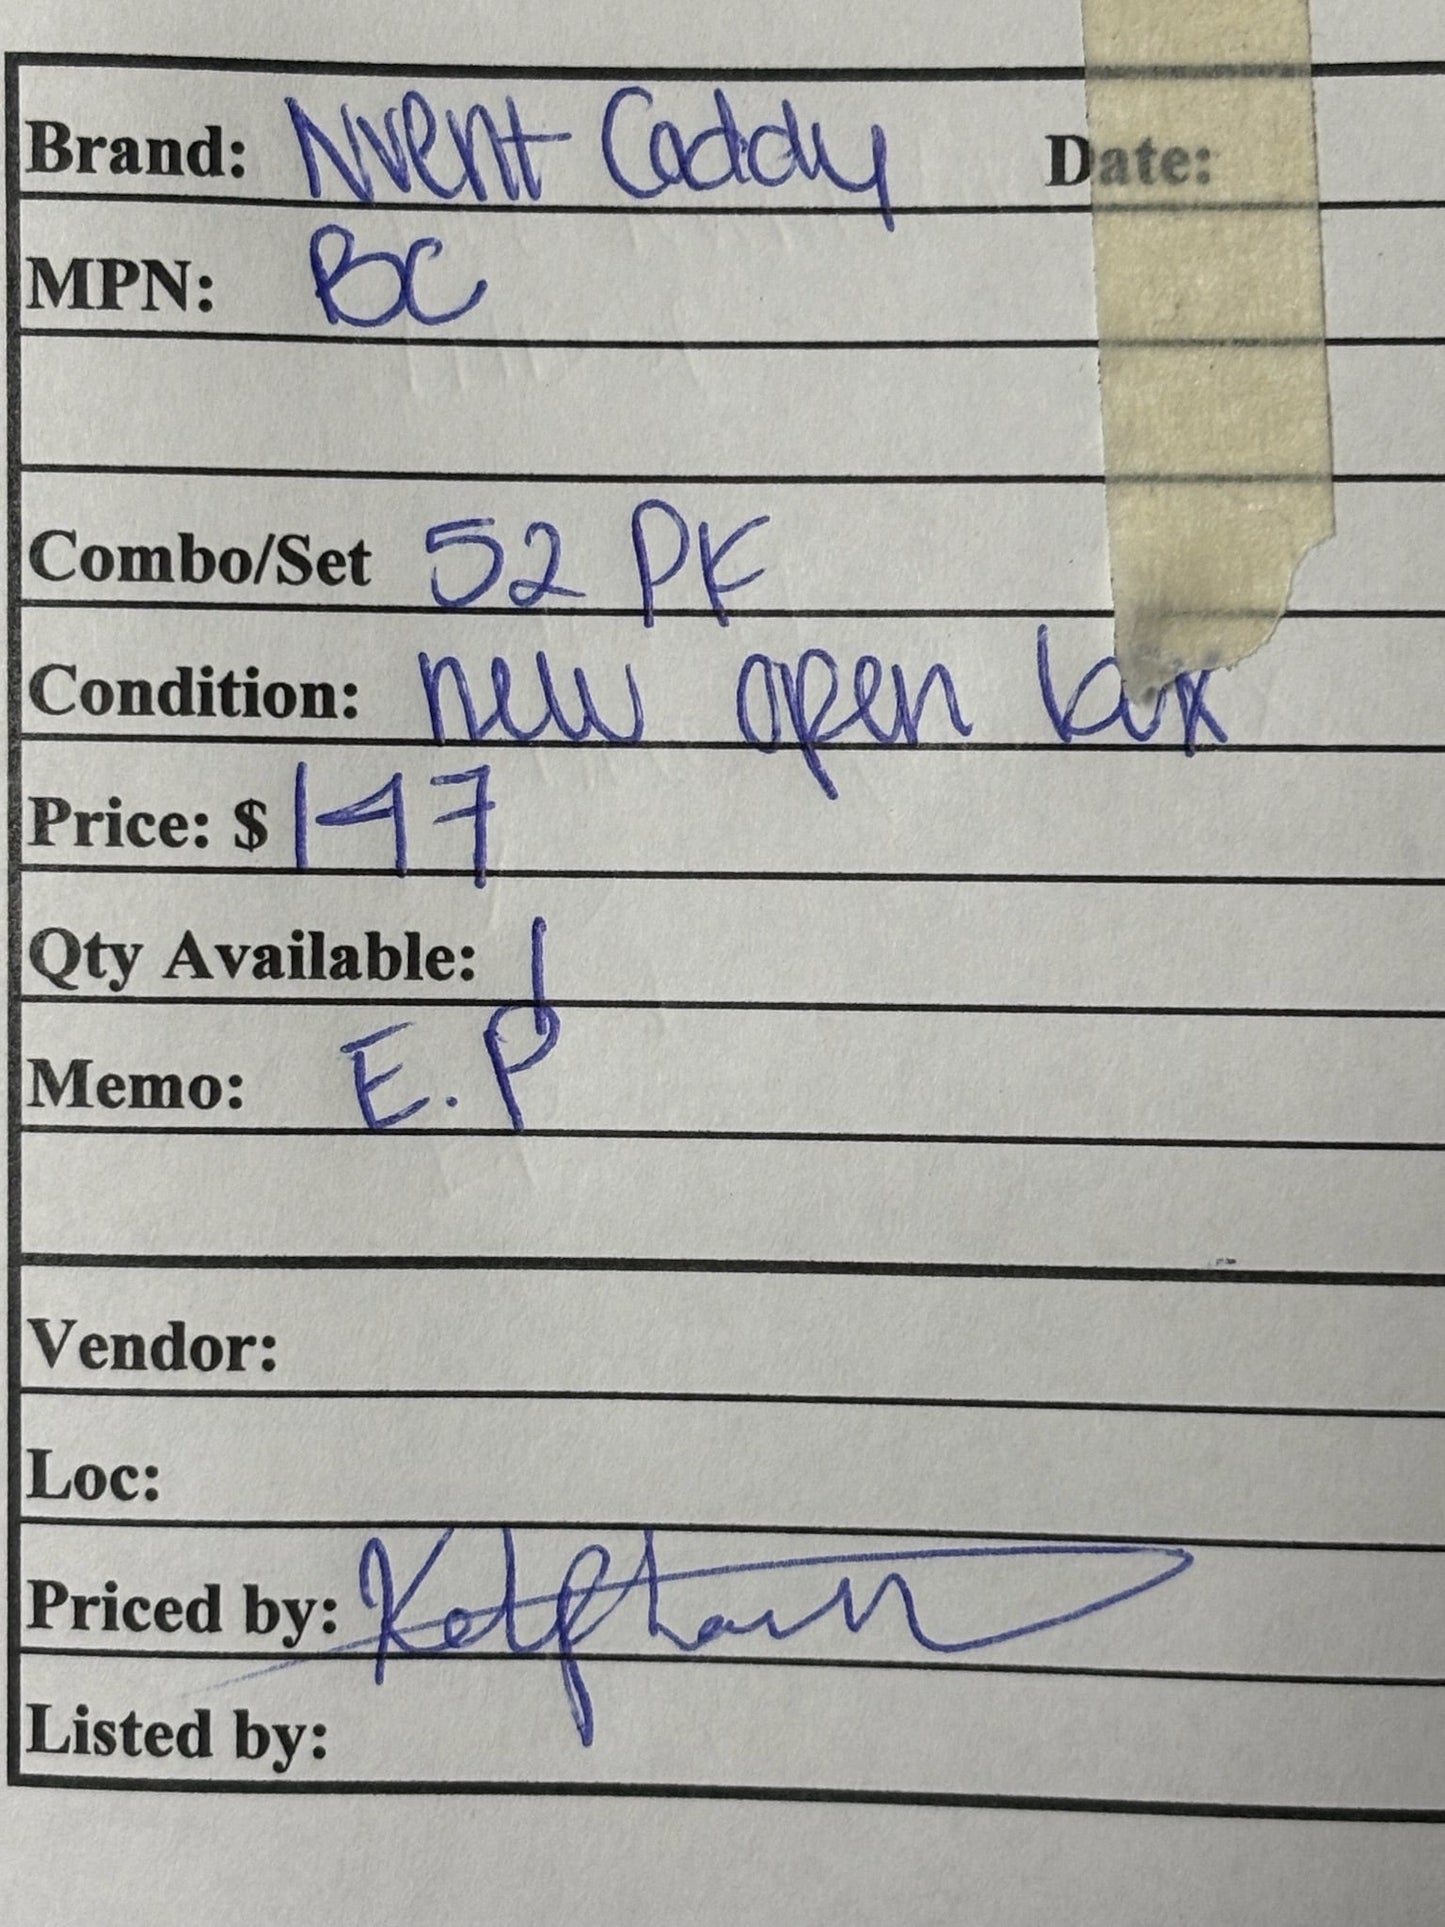 Brand: Nvent Caddy Date:
MPN: BC
Combo/Set 52 PK
Condition: new open box
Price: $147
Qty Available: 1
Memo: E.P
Vendor:
Loc:
Priced by:
Listed by: